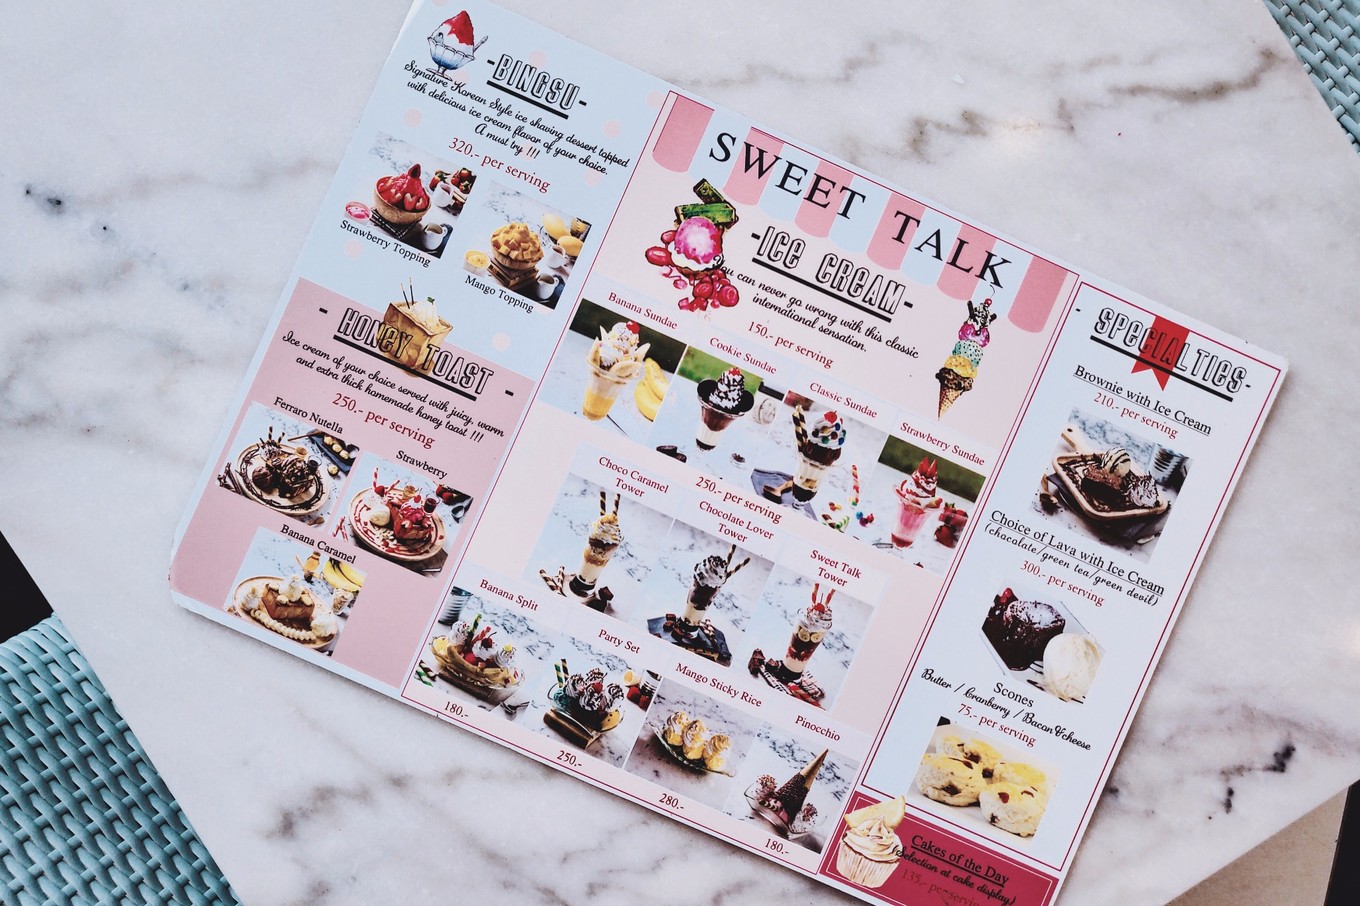 -BINGSU-
Signature Korean Style ice shaving dessert topped
with delicious ice cream flavor of your choice.
A must try !!!
320.- per serving
Strawberry Topping
Mango Topping
- HONEY TOAST -
Ice cream of your choice served with juicy, warm
and extra thick homemade honey toast !!!
250.- per serving
Ferraro Nutella
Strawberry
Banana Caramel
SWEET TALK
-ICE CREAM-
You can never go wrong with this classic
international sensation.
150.- per serving
Banana Sundae
Cookie Sundae
Classic Sundae
Strawberry Sundae
250.- per serving
Choco Caramel
Tower
Chocolate Lover
Tower
Sweet Talk
Tower
Banana Split
Party Set
Mango Sticky Rice
Pinocchio
180.-
250.-
280.-
180.-
- SPECIALTIES-
Brownie with Ice Cream
210.- per serving
Choice of Lava with Ice Cream
(chocolate/green tea/green devil)
300.- per serving
Scones
Butter / Cranberry / Bacon & cheese
75.- per serving
Cakes of the Day
(Selection at cake display)
135.- per serving